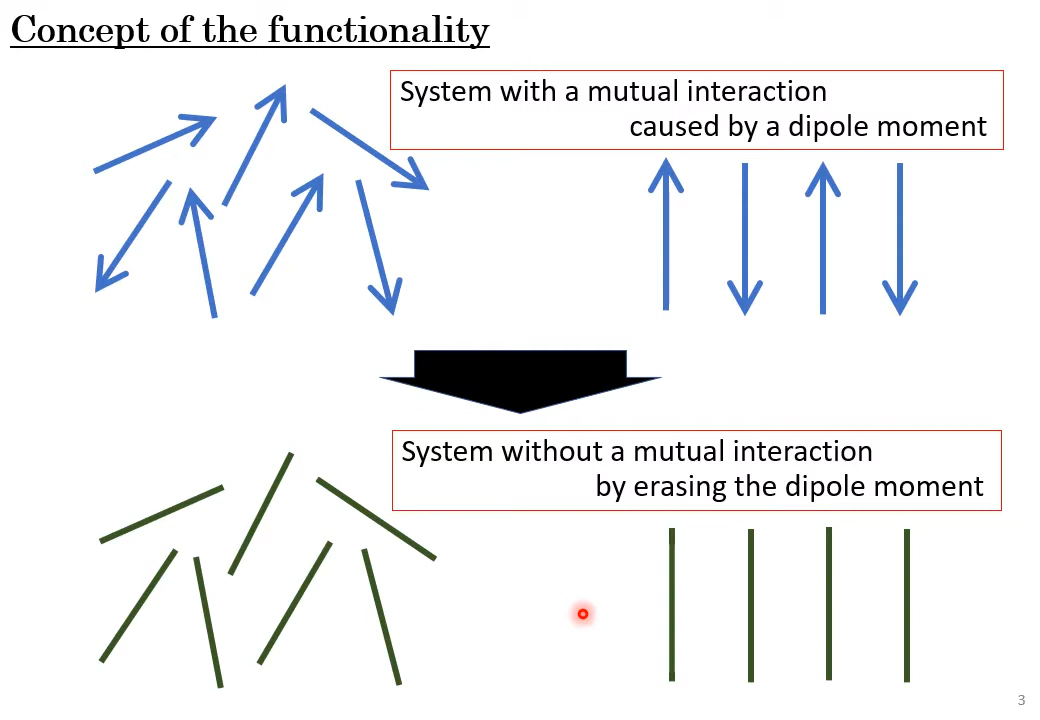 Concept of the functionality
System with a mutual interaction
caused by a dipole moment
System without a mutual interaction
by erasing the dipole moment
3